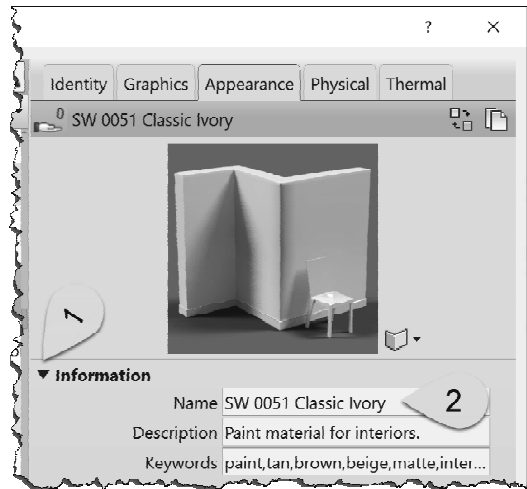 ?
Identity Graphics Appearance Physical Thermal
0 SW 0051 Classic Ivory
1
Information
Name SW 0051 Classic Ivory
2
Description Paint material for interiors.
Keywords paint,tan,brown,beige,matte,inter...